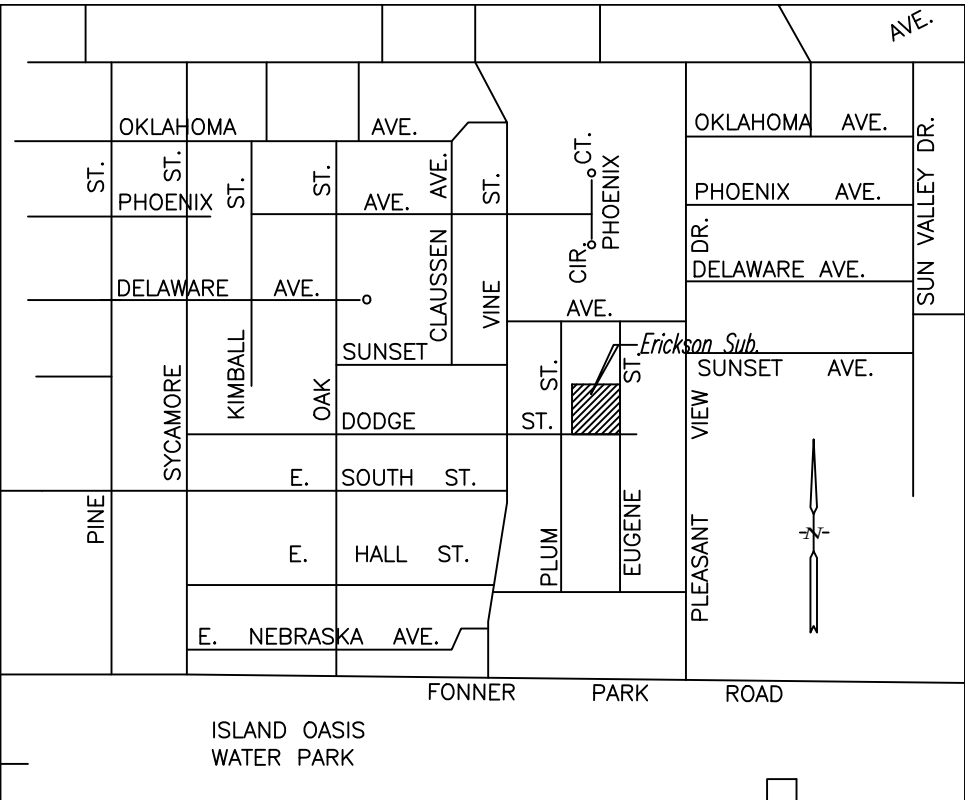 AVE.
OKLAHOMA AVE.
OKLAHOMA AVE.
PINE ST.
SYCAMORE ST.
KIMBALL ST.
OAK ST.
CLAUSSEN AVE.
VINE ST.
CT.
PHOENIX
CIR.
SUN VALLEY DR.
PHOENIX AVE.
PHOENIX AVE.
DELAWARE AVE.
DELAWARE AVE.
AVE.
SUNSET
Erickson Sub.
SUNSET AVE.
PLUM ST.
EUGENE ST.
PLEASANT VIEW DR.
DODGE ST.
E. SOUTH ST.
N
E. HALL ST.
E. NEBRASKA AVE.
FONNER PARK ROAD
ISLAND OASIS
WATER PARK